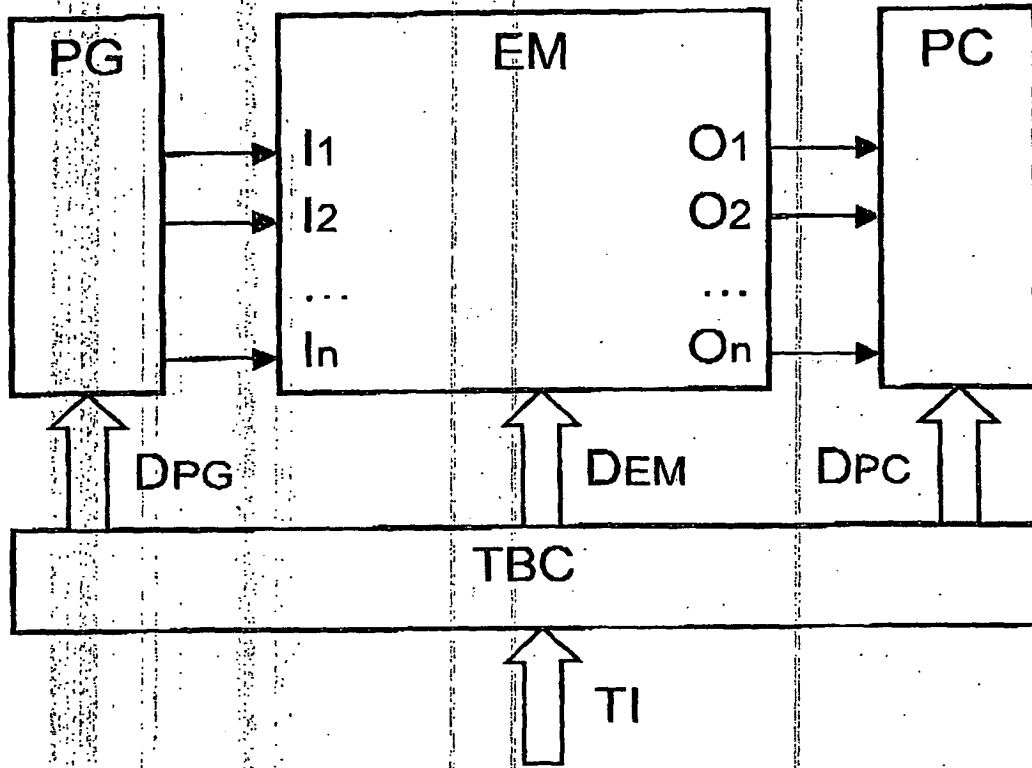 PG EM PC
I1 O1
I2 O2
... ...
In On
DPG DEM DPC
TBC
TI